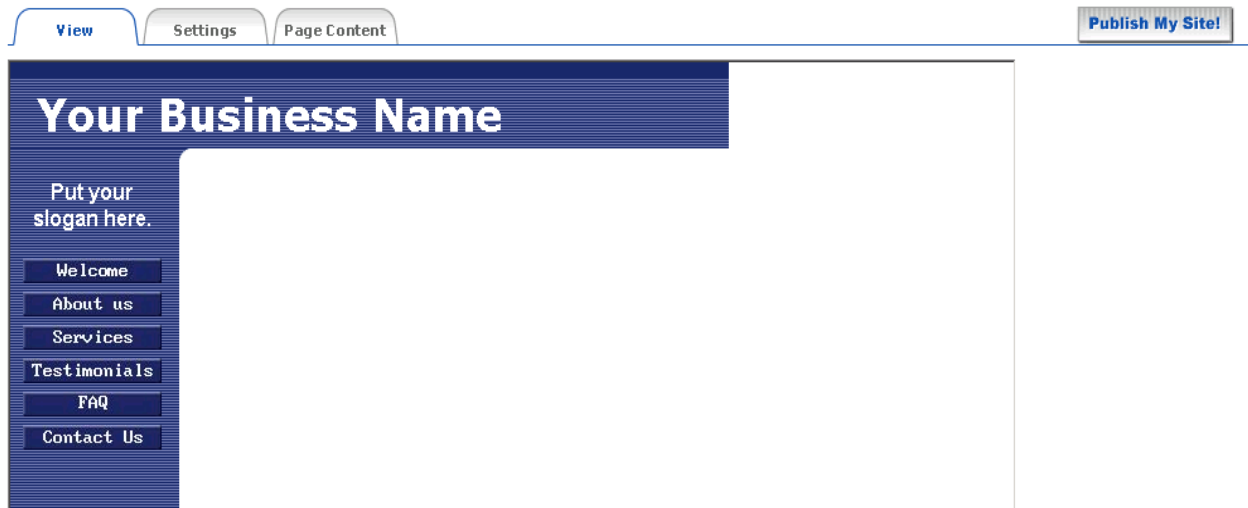 View
Settings
Page Content
Publish My Site!
Your Business Name
Put your
slogan here.
Welcome
About us
Services
Testimonials
FAQ
Contact Us